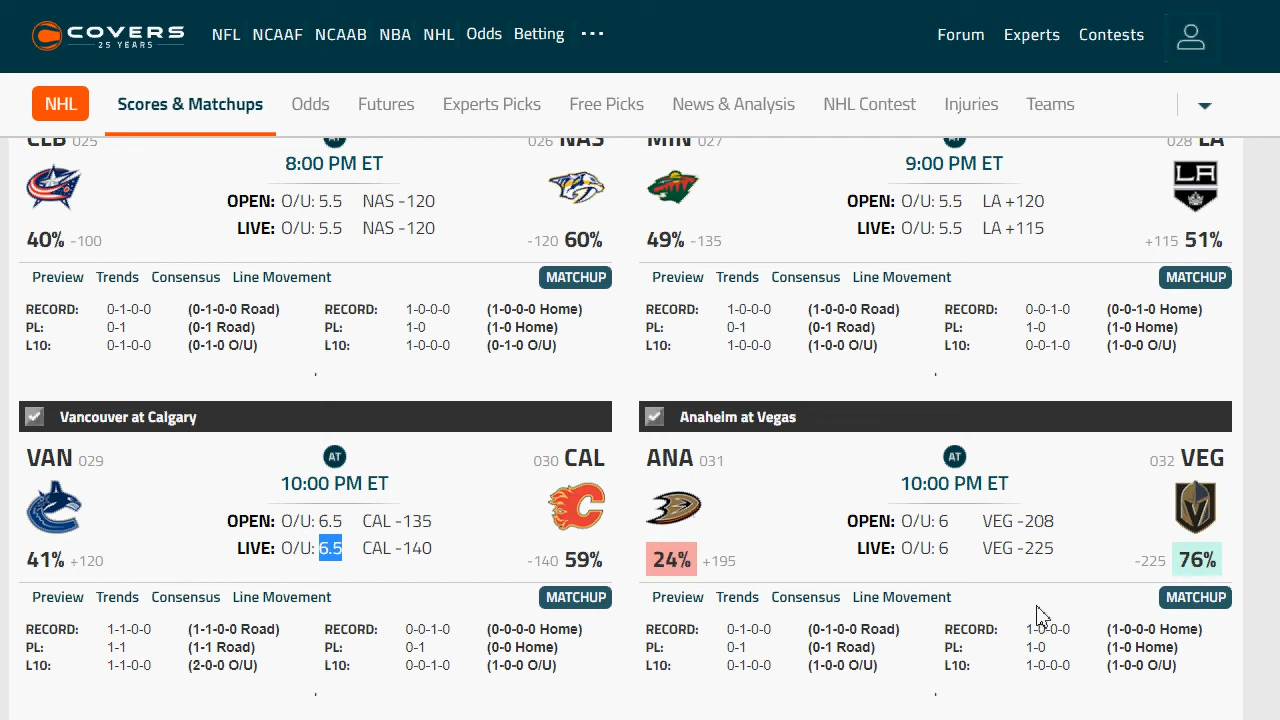 COVERS
25 YEARS
NFL NCAAF NCAAB NBA NHL Odds Betting ...
Forum Experts Contests
NHL Scores & Matchups Odds Futures Experts Picks Free Picks News & Analysis NHL Contest Injuries Teams
CLB 025 AT 026 NAS
8:00 PM ET
OPEN: O/U: 5.5 NAS -120
LIVE: O/U: 5.5 NAS -120
40% -100 -120 60%
Preview Trends Consensus Line Movement MATCHUP
RECORD: 0-1-0-0 (0-1-0-0 Road) RECORD: 1-0-0-0 (1-0-0-0 Home)
PL: 0-1 (0-1 Road) PL: 1-0 (1-0 Home)
L10: 0-1-0-0 (0-1-0 O/U) L10: 1-0-0-0 (0-1-0 O/U)
MIN 027 AT 028 LA
9:00 PM ET
LA
OPEN: O/U: 5.5 LA +120
LIVE: O/U: 5.5 LA +115
49% -135 +115 51%
Preview Trends Consensus Line Movement MATCHUP
RECORD: 1-0-0-0 (1-0-0-0 Road) RECORD: 0-0-1-0 (0-0-1-0 Home)
PL: 0-1 (0-1 Road) PL: 1-0 (1-0 Home)
L10: 1-0-0-0 (1-0-0 O/U) L10: 0-0-1-0 (1-0-0 O/U)
Vancouver at Calgary
VAN 029 AT 030 CAL
10:00 PM ET
OPEN: O/U: 6.5 CAL -135
LIVE: O/U: 6.5 CAL -140
41% +120 -140 59%
Preview Trends Consensus Line Movement MATCHUP
RECORD: 1-1-0-0 (1-1-0-0 Road) RECORD: 0-0-1-0 (0-0-0-0 Home)
PL: 1-1 (1-1 Road) PL: 0-1 (0-0 Home)
L10: 1-1-0-0 (2-0-0 O/U) L10: 0-0-1-0 (1-0-0 O/U)
Anaheim at Vegas
ANA 031 AT 032 VEG
10:00 PM ET
OPEN: O/U: 6 VEG -208
LIVE: O/U: 6 VEG -225
24% +195 -225 76%
Preview Trends Consensus Line Movement MATCHUP
RECORD: 0-1-0-0 (0-1-0-0 Road) RECORD: 1-0-0-0 (1-0-0-0 Home)
PL: 0-1 (0-1 Road) PL: 1-0 (1-0 Home)
L10: 0-1-0-0 (1-0-0 O/U) L10: 1-0-0-0 (1-0-0 O/U)